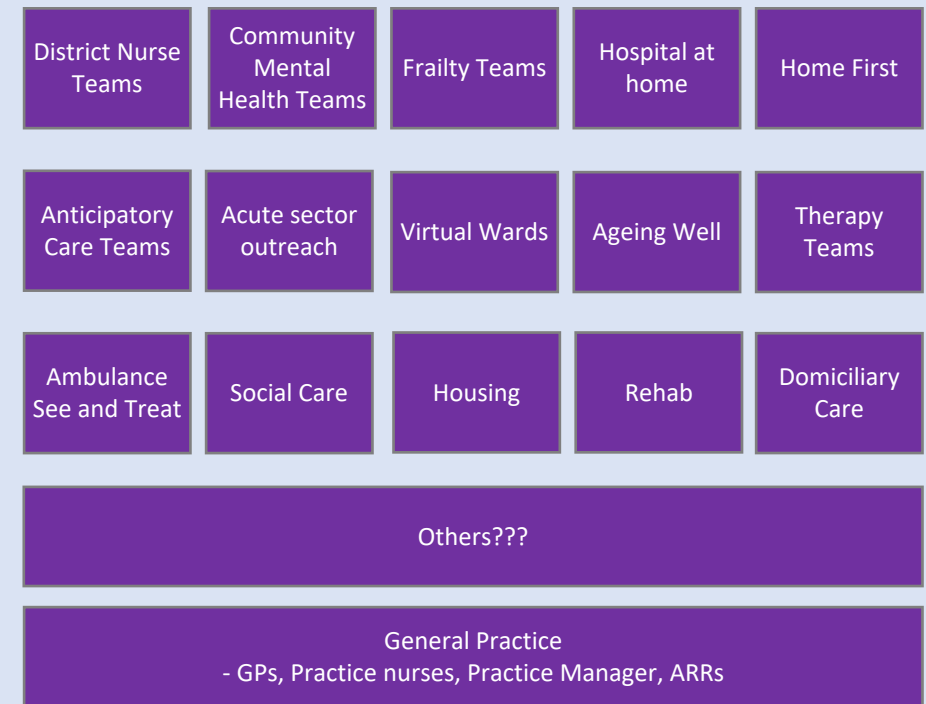 District Nurse
Teams
Community
Mental
Health Teams
Frailty Teams
Hospital at
home
Home First
Anticipatory
Care Teams
Acute sector
outreach
Virtual Wards
Ageing Well
Therapy
Teams
Ambulance
See and Treat
Social Care
Housing
Rehab
Domiciliary
Care
Others???
General Practice
- GPs, Practice nurses, Practice Manager, ARRs